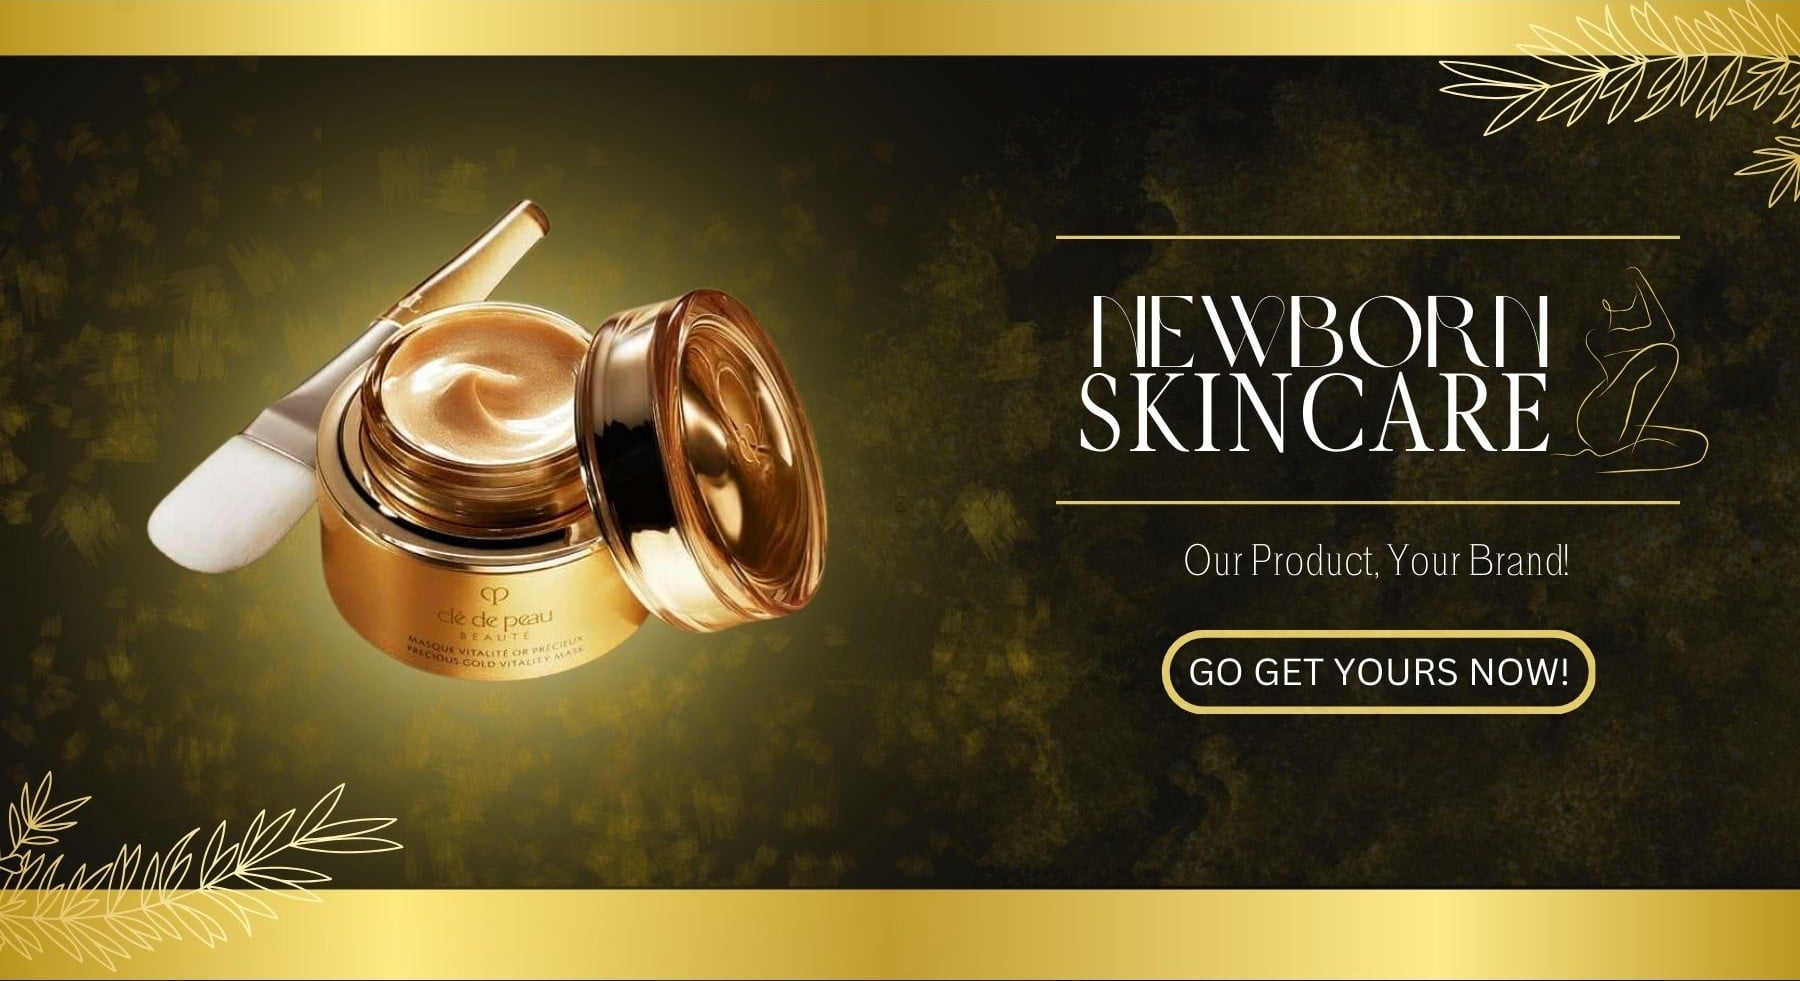 NEWBORN
SKINCARE
Our Product, Your Brand!
GO GET YOURS NOW!
clé de peau
BEAUTÉ
MASQUE VITALITÉ OR PRÉCIEUX
PRECIOUS GOLD VITALITY MASK